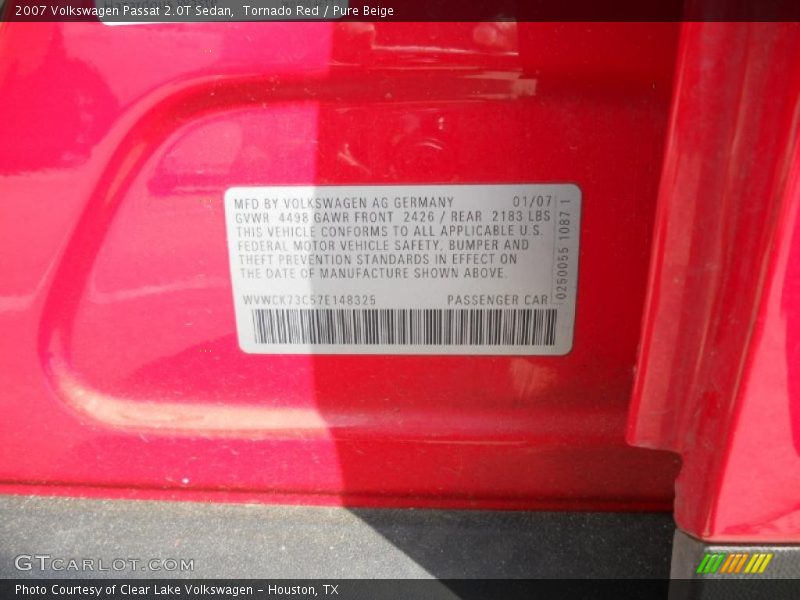 2007 Volkswagen Passat 2.0T Sedan,  Tornado Red / Pure Beige
MFD BY VOLKSWAGEN AG GERMANY 01/07
GVWR 4498 GAWR FRONT 2426 / REAR 2183 LBS
THIS VEHICLE CONFORMS TO ALL APPLICABLE U.S.
FEDERAL MOTOR VEHICLE SAFETY, BUMPER AND
THEFT PREVENTION STANDARDS IN EFFECT ON
THE DATE OF MANUFACTURE SHOWN ABOVE.
WVWCK73C57E148325 PASSENGER CAR
0260055 1087 1
GTCARLOT.COM
Photo Courtesy of Clear Lake Volkswagen - Houston, TX